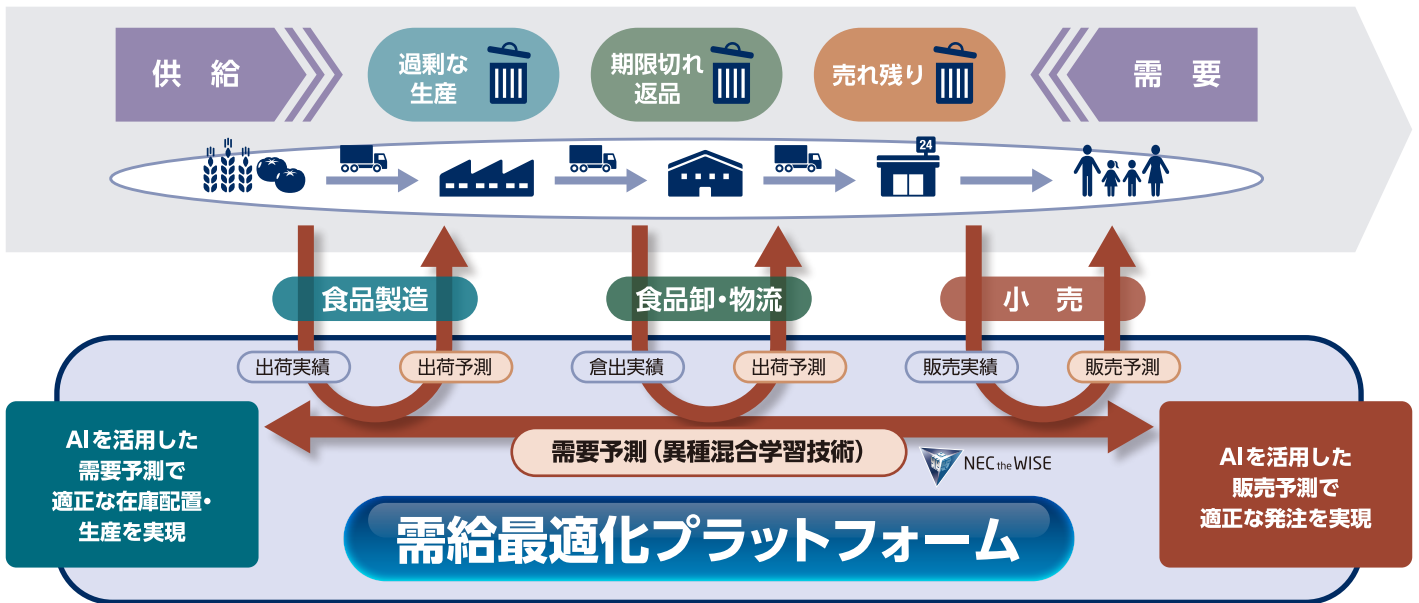 供 給
過剰な
生産
期限切れ
返品
売れ残り
需 要
24
食品製造
食品卸・物流
小 売
出荷実績
出荷予測
倉出実績
出荷予測
販売実績
販売予測
AIを活用した
需要予測で
適正な在庫配置・
生産を実現
需要予測（異種混合学習技術）
NEC the WISE
AIを活用した
販売予測で
適正な発注を実現
需給最適化プラットフォーム